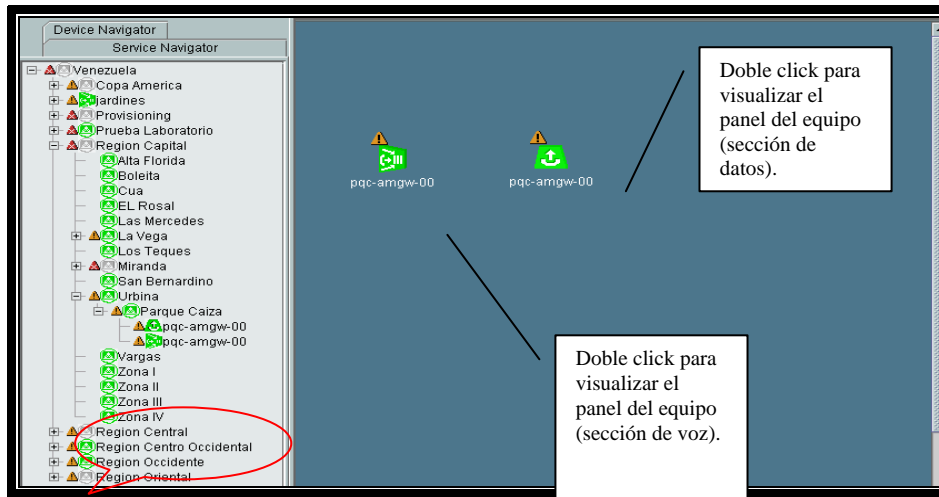 Device Navigator
Service Navigator
Venezuela
Copa America
jardines
Provisioning
Prueba Laboratorio
Region Capital
Alta Florida
Boleita
Cua
EL Rosal
Las Mercedes
La Vega
Los Teques
Miranda
San Bernardino
Urbina
Parque Caiza
pqc-amgw-00
pqc-amgw-00
Vargas
Zona I
Zona II
Zona III
Zona IV
Region Central
Region Centro Occidental
Region Occidente
Region Oriental
pqc-amgw-00
pqc-amgw-00
Doble click para
visualizar el
panel del equipo
(sección de
datos).
Doble click para
visualizar el
panel del equipo
(sección de voz).